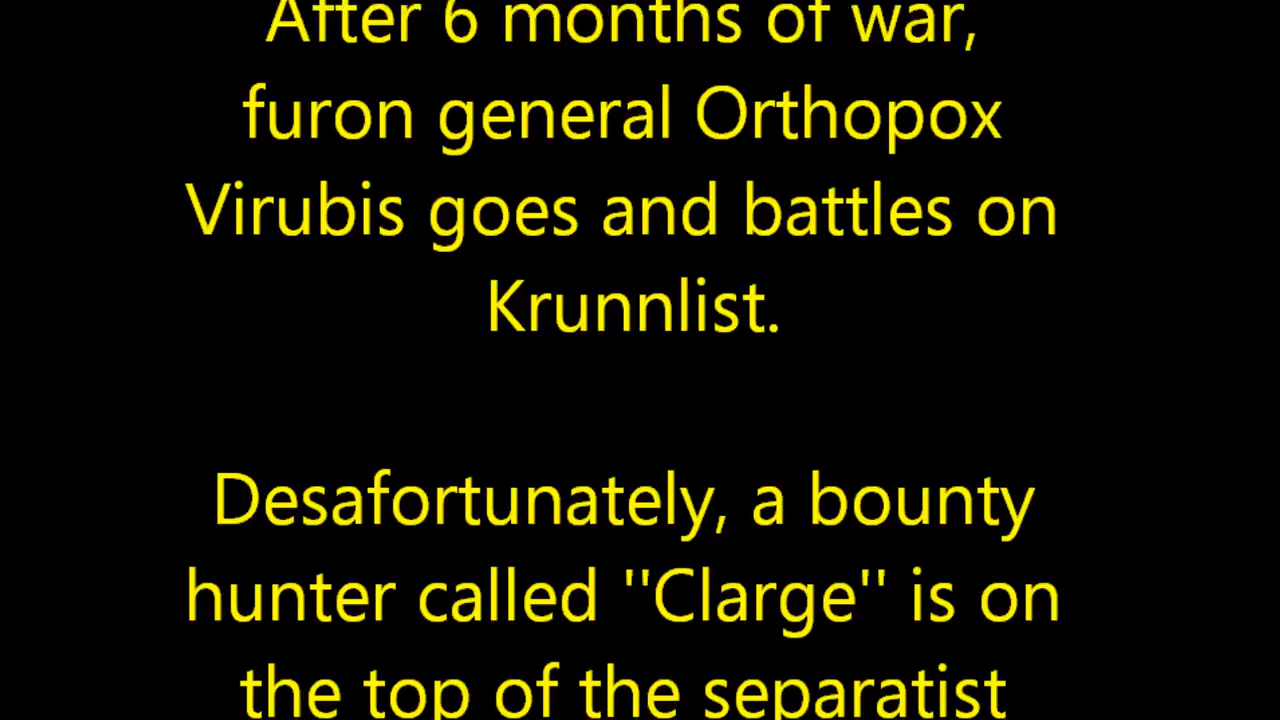 After 6 months of war,
furon general Orthopox
Virubis goes and battles on
Krunnlist.
Desafortunately, a bounty
hunter called ''Clarge'' is on
the top of the separatist